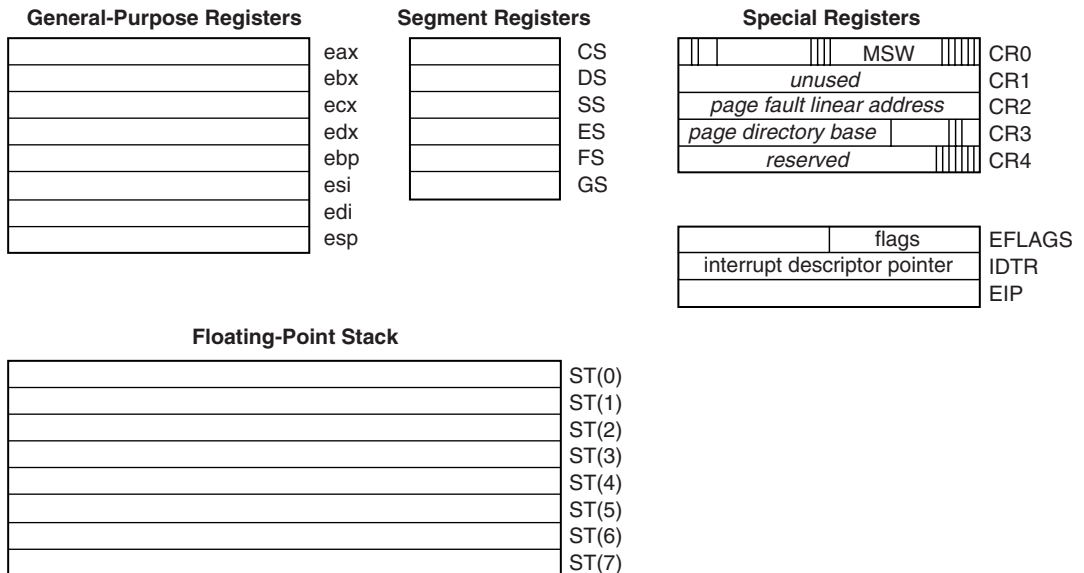 General-Purpose Registers
eax
ebx
ecx
edx
ebp
esi
edi
esp
Segment Registers
CS
DS
SS
ES
FS
GS
Special Registers
MSW CR0
unused CR1
page fault linear address CR2
page directory base CR3
reserved CR4
flags EFLAGS
interrupt descriptor pointer IDTR
EIP
Floating-Point Stack
ST(0)
ST(1)
ST(2)
ST(3)
ST(4)
ST(5)
ST(6)
ST(7)